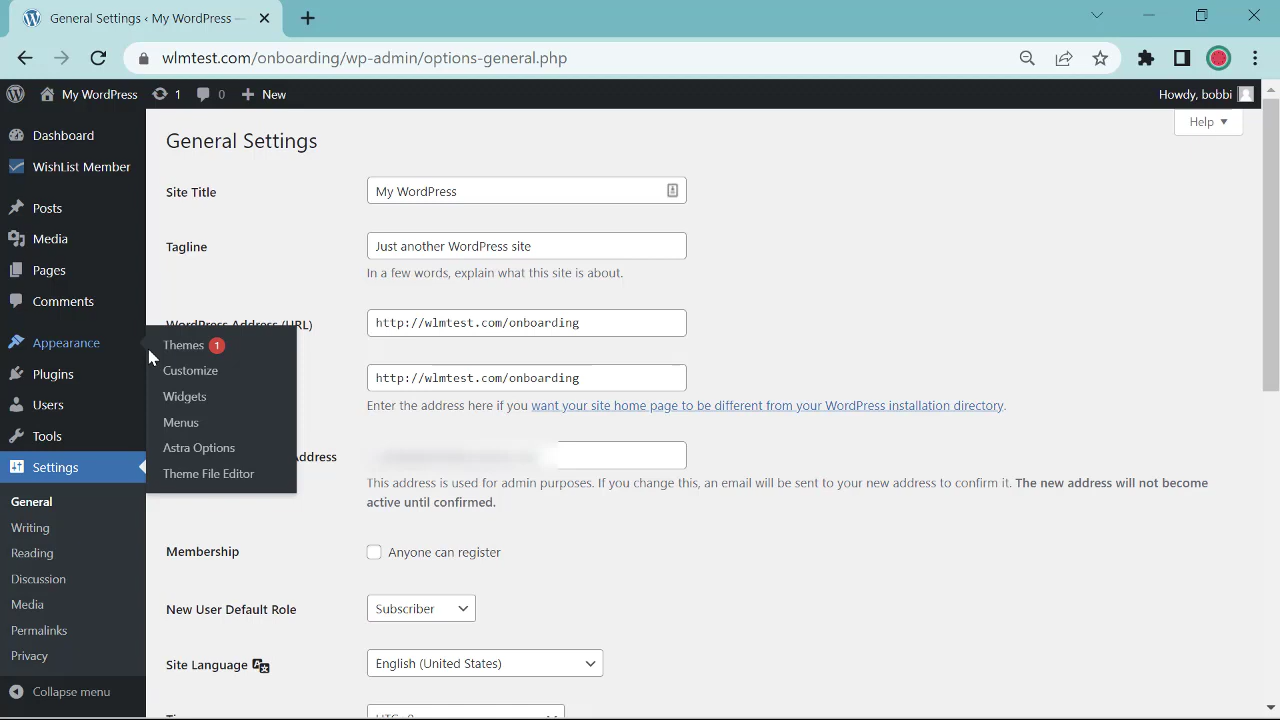 General Settings ‹ My WordPress —
wlmtest.com/onboarding/wp-admin/options-general.php
My WordPress 1 0 New Howdy, bobbi
Help
Dashboard
WishList Member
Posts
Media
Pages
Comments
Appearance
Plugins
Users
Tools
Settings
General
Writing
Reading
Discussion
Media
Permalinks
Privacy
Collapse menu
Themes 1
Customize
Widgets
Menus
Astra Options
Theme File Editor
General Settings
Site Title My WordPress
Tagline Just another WordPress site
In a few words, explain what this site is about.
WordPress Address (URL) http://wlmtest.com/onboarding
http://wlmtest.com/onboarding
Enter the address here if you want your site home page to be different from your WordPress installation directory.
Address
This address is used for admin purposes. If you change this, an email will be sent to your new address to confirm it. The new address will not become
active until confirmed.
Membership Anyone can register
New User Default Role Subscriber
Site Language English (United States)